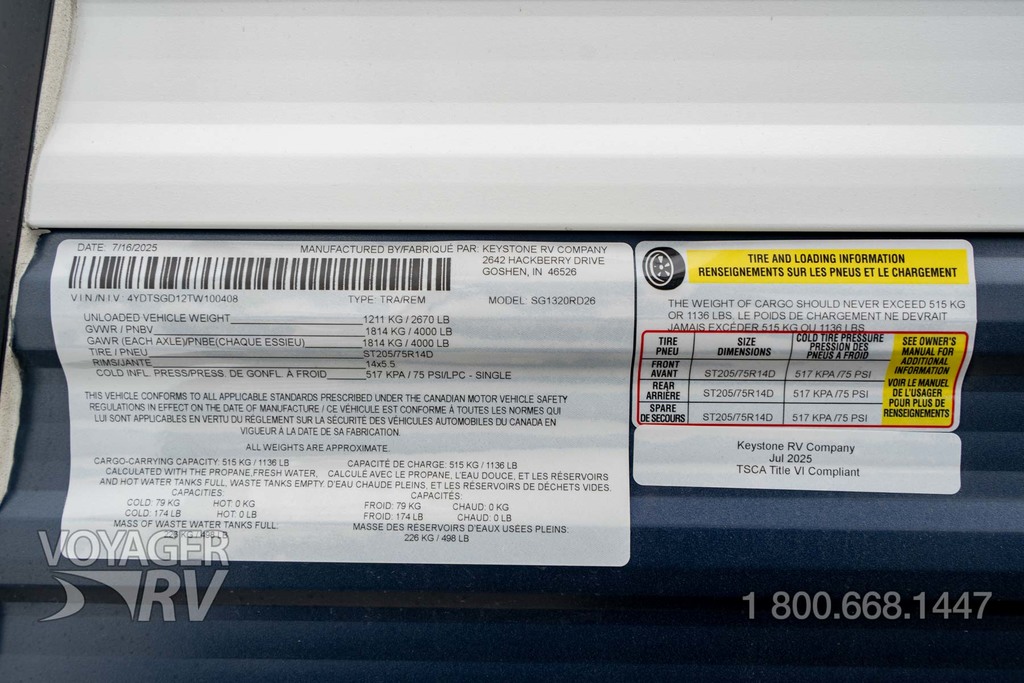 DATE: 7/16/2025 MANUFACTURED BY/FABRIQUÉ PAR: KEYSTONE RV COMPANY
2642 HACKBERRY DRIVE
GOSHEN, IN 46526
VIN/NIV: 4YDTSGD12TW100408 TYPE: TRA/REM MODEL: SG1320RD26
UNLOADED VEHICLE WEIGHT 1211 KG / 2670 LB
GVWR / PNBV 1814 KG / 4000 LB
GAWR (EACH AXLE)/PNBE(CHAQUE ESSIEU) 1814 KG / 4000 LB
TIRE / PNEU ST205/75R14D
RIMS/JANTE 14x5.5
COLD INFL. PRESS/PRESS. DE GONFL. À FROID 517 KPA / 75 PSI/LPC - SINGLE
THIS VEHICLE CONFORMS TO ALL APPLICABLE STANDARDS PRESCRIBED UNDER THE CANADIAN MOTOR VEHICLE SAFETY
REGULATIONS IN EFFECT ON THE DATE OF MANUFACTURE / CE VÉHICULE EST CONFORME À TOUTES LES NORMES QUI
LUI SONT APPLICABLES EN VERTU DU RÈGLEMENT SUR LA SÉCURITÉ DES VÉHICULES AUTOMOBILES DU CANADA EN
VIGUEUR À LA DATE DE SA FABRICATION.
ALL WEIGHTS ARE APPROXIMATE.
CARGO-CARRYING CAPACITY: 515 KG / 1136 LB CAPACITÉ DE CHARGE: 515 KG / 1136 LB
CALCULATED WITH THE PROPANE,FRESH WATER, CALCULÉ AVEC LE PROPANE, L'EAU DOUCE, ET LES RÉSERVOIRS
HOT WATER TANKS FULL, WASTE TANKS EMPTY D'EAU CHAUDE PLEINS, ET LES RÉSERVOIRS DE DÉCHETS VIDES.
CAPACITIES: CAPACITÉS:
COLD: 79 KG HOT: 0 KG FROID: 79 KG CHAUD: 0 KG
COLD: 174 LB HOT: 0 LB FROID: 174 LB CHAUD: 0 LB
MASS OF WASTE WATER TANKS FULL: MASSE DES RÉSERVOIRS D'EAUX USÉES PLEINS:
226 KG / 498 LB 226 KG / 498 LB
TIRE AND LOADING INFORMATION
RENSEIGNEMENTS SUR LES PNEUS ET LE CHARGEMENT
THE WEIGHT OF CARGO SHOULD NEVER EXCEED 515 KG
OR 1136 LBS. LE POIDS DE CHARGEMENT NE DEVRAIT
JAMAIS EXCÉDER 515 KG OU 1136 LBS.
TIRE PNEU SIZE DIMENSIONS COLD TIRE PRESSURE PRESSION DES PNEUS A FROID
FRONT AVANT ST205/75R14D 517 KPA /75 PSI
REAR ARRIÈRE ST205/75R14D 517 KPA /75 PSI
SPARE DE SECOURS ST205/75R14D 517 KPA /75 PSI
SEE OWNER'S
MANUAL FOR
ADDITIONAL
INFORMATION
VOIR LE MANUEL
DE L'USAGER
POUR PLUS DE
RENSEIGNEMENTS
Keystone RV Company
Jul 2025
TSCA Title VI Compliant
VOYAGER
RV
1 800.668.1447